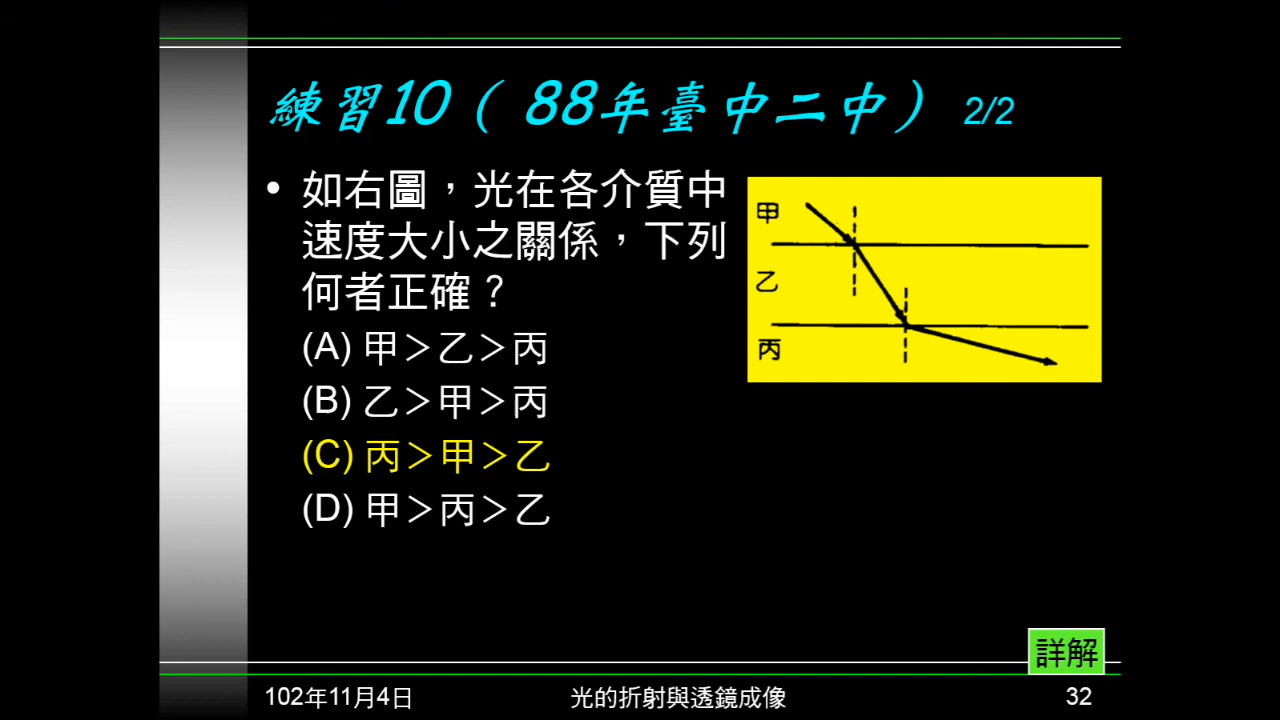 練習10（ 88年臺中二中） 2/2
• 如右圖，光在各介質中
速度大小之關係，下列
何者正確？
(A) 甲＞乙＞丙
(B) 乙＞甲＞丙
(C) 丙＞甲＞乙
(D) 甲＞丙＞乙
甲
乙
丙
詳解
102年11月4日
光的折射與透鏡成像
32